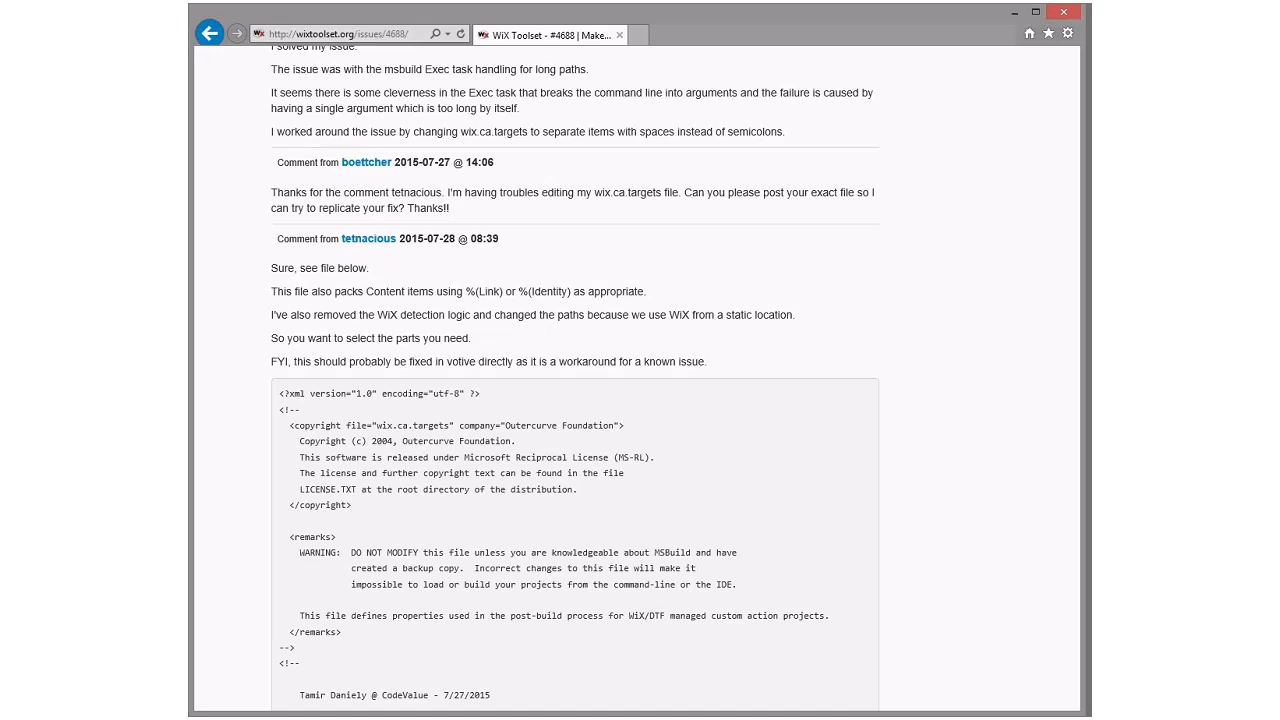 http://wixtoolset.org/issues/4688/
WiX Toolset - #4688 | Make...
I solved my issue.
The issue was with the msbuild Exec task handling for long paths.
It seems there is some cleverness in the Exec task that breaks the command line into arguments and the failure is caused by
having a single argument which is too long by itself.
I worked around the issue by changing wix.ca.targets to separate items with spaces instead of semicolons.
Comment from boettcher 2015-07-27 @ 14:06
Thanks for the comment tetnacious. I'm having troubles editing my wix.ca.targets file. Can you please post your exact file so I
can try to replicate your fix? Thanks!!
Comment from tetnacious 2015-07-28 @ 08:39
Sure, see file below.
This file also packs Content items using %(Link) or %(Identity) as appropriate.
I've also removed the WiX detection logic and changed the paths because we use WiX from a static location.
So you want to select the parts you need.
FYI, this should probably be fixed in votive directly as it is a workaround for a known issue.
<?xml version="1.0" encoding="utf-8" ?>
<!--
<copyright file="wix.ca.targets" company="Outercurve Foundation">
Copyright (c) 2004, Outercurve Foundation.
This software is released under Microsoft Reciprocal License (MS-RL).
The license and further copyright text can be found in the file
LICENSE.TXT at the root directory of the distribution.
</copyright>
<remarks>
WARNING:  DO NOT MODIFY this file unless you are knowledgeable about MSBuild and have
created a backup copy.  Incorrect changes to this file will make it
impossible to load or build your projects from the command-line or the IDE.
This file defines properties used in the post-build process for WiX/DTF managed custom action projects.
</remarks>
-->
<!--
Tamir Daniely @ CodeValue - 7/27/2015